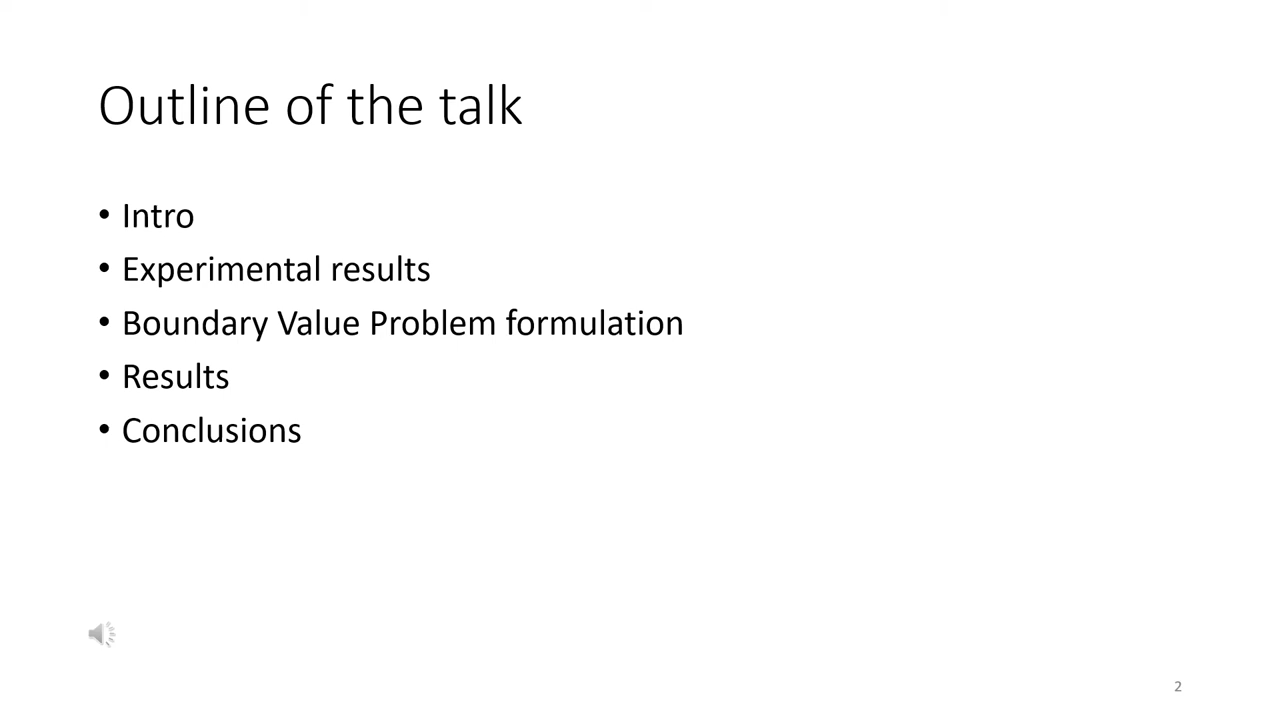 Outline of the talk
• Intro
• Experimental results
• Boundary Value Problem formulation
• Results
• Conclusions
2